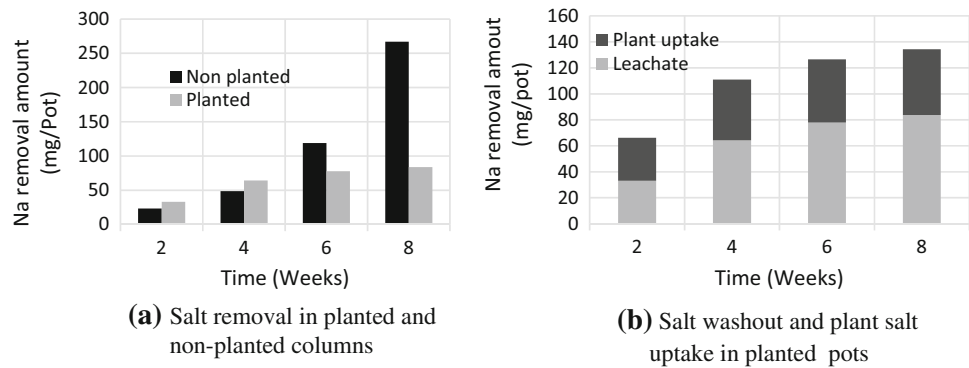 300
250
200
150
100
50
0
Na removal amount
(mg/Pot)
Non planted
Planted
2 4 6 8
Time (Weeks)
(a) Salt removal in planted and
non-planted columns
160
140
120
100
80
60
40
20
0
Na removal amout
(mg/pot)
Plant uptake
Leachate
2 4 6 8
Time (Weeks)
(b) Salt washout and plant salt
uptake in planted pots